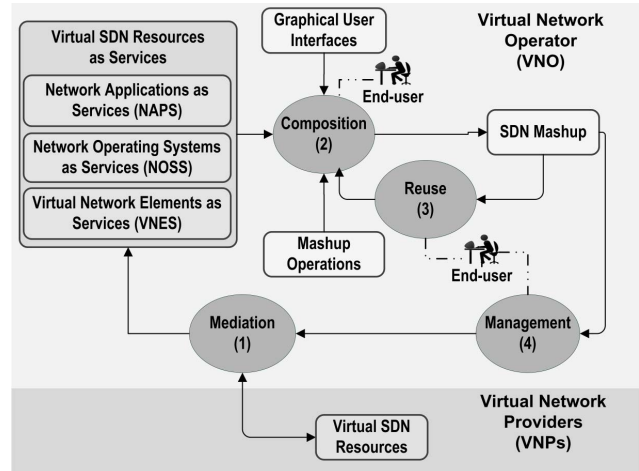 Virtual SDN Resources
as Services
Network Applications as
Services (NAPS)
Network Operating Systems
as Services (NOSS)
Virtual Network Elements as
Services (VNES)
Graphical User
Interfaces
End-user
Composition
(2)
Mashup
Operations
Virtual Network
Operator
(VNO)
SDN Mashup
Reuse
(3)
End-user
Mediation
(1)
Management
(4)
Virtual SDN
Resources
Virtual Network
Providers
(VNPs)